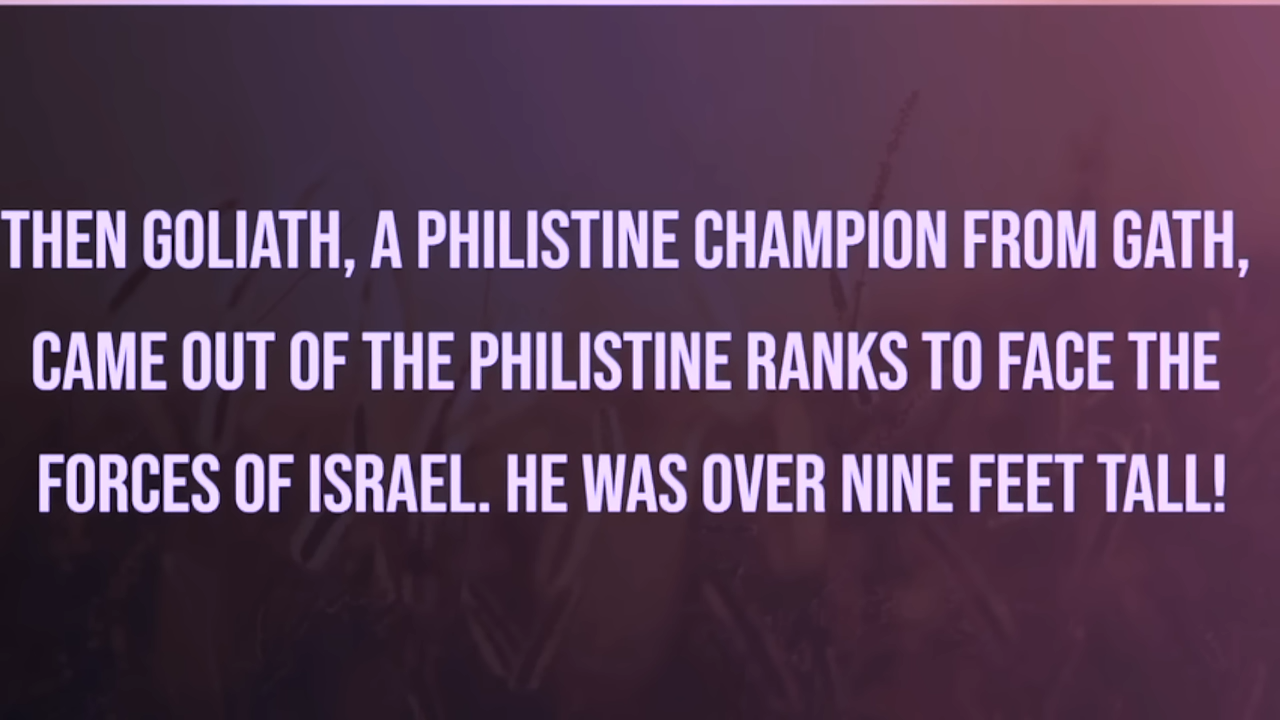 THEN GOLIATH, A PHILISTINE CHAMPION FROM GATH,
CAME OUT OF THE PHILISTINE RANKS TO FACE THE
FORCES OF ISRAEL. HE WAS OVER NINE FEET TALL!